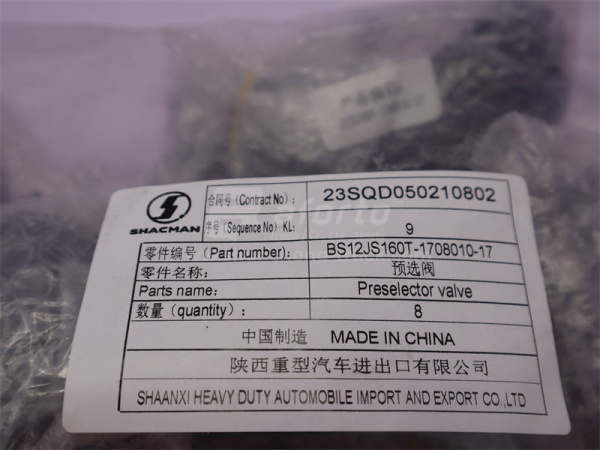 SHACMAN
合同号(Contract No): 23SQD050210802
序号(Sequence No) KL: 9
零件编号(Part number): BS12JS160T-1708010-17
零件名称: 预选阀
Parts name: Preselector valve
数量(quantity): 8
中国制造 MADE IN CHINA
陕西重型汽车进出口有限公司
SHAANXI HEAVY DUTY AUTOMOBILE IMPORT AND EXPORT CO.,LTD